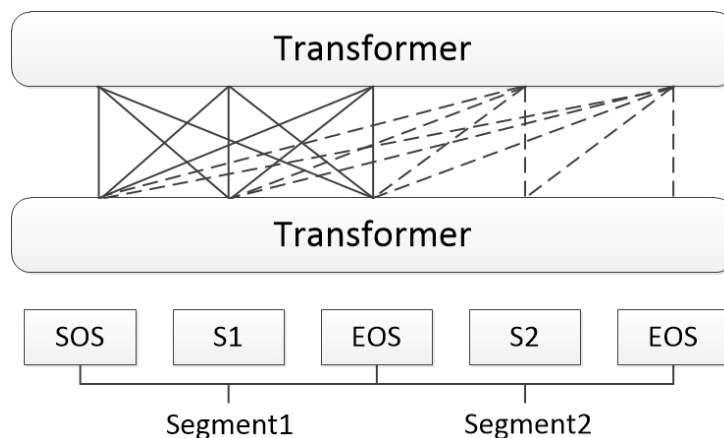 Transformer
Transformer
SOS S1 EOS S2 EOS
Segment1 Segment2